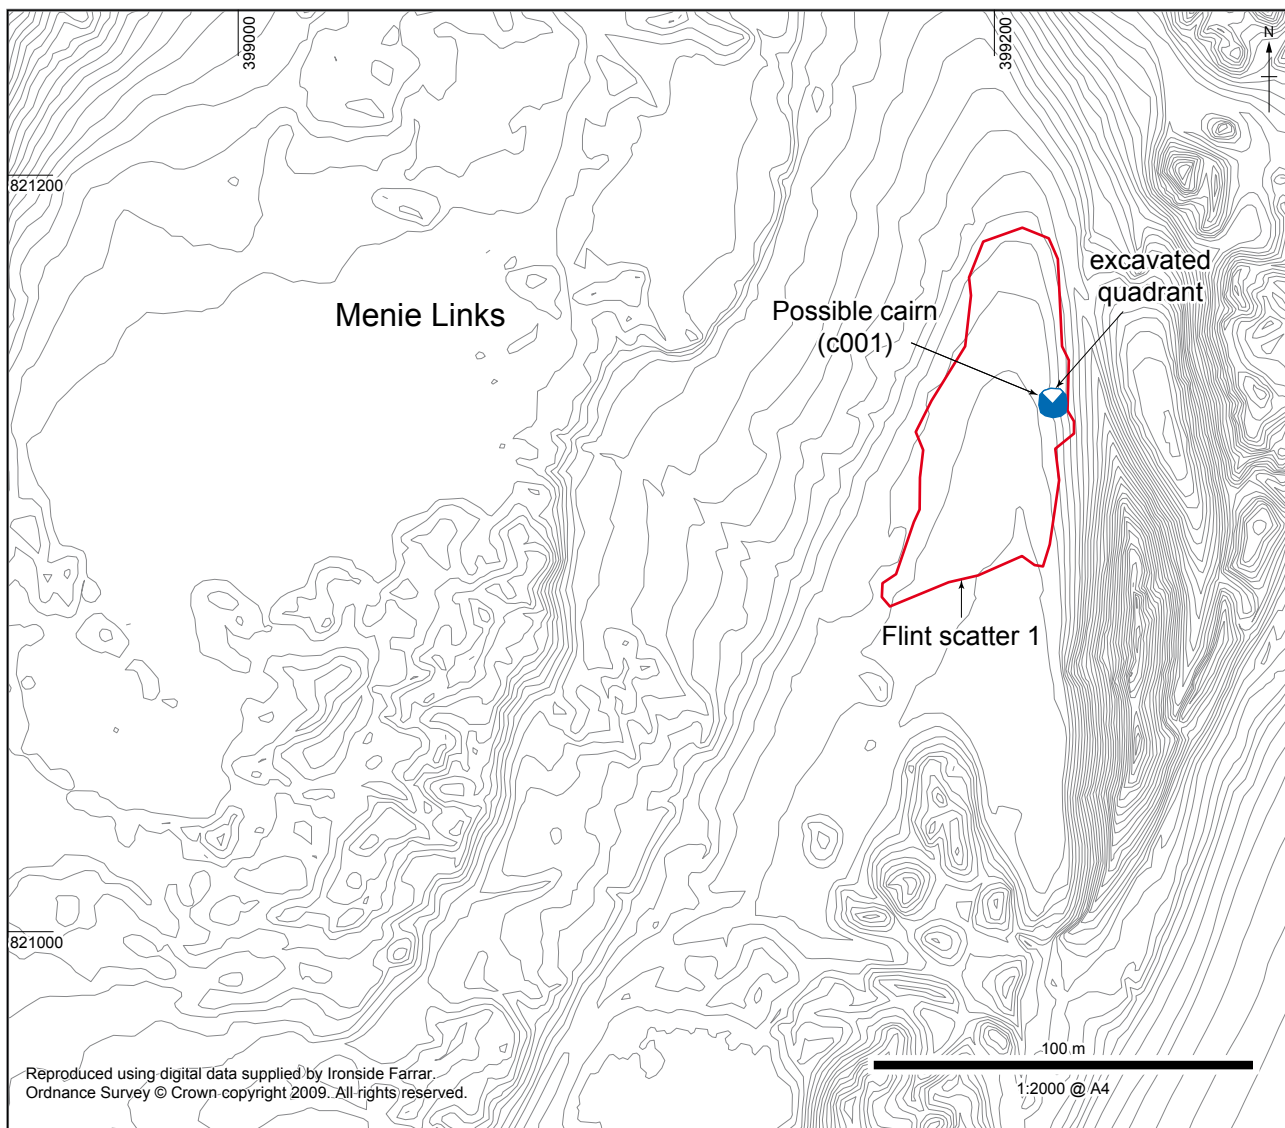 399000
399200
N
821200
excavated
quadrant
Possible cairn
(c001)
Menie Links
Flint scatter 1
821000
100 m
1:2000 @ A4
Reproduced using digital data supplied by Ironside Farrar.
Ordnance Survey © Crown copyright 2009. All rights reserved.